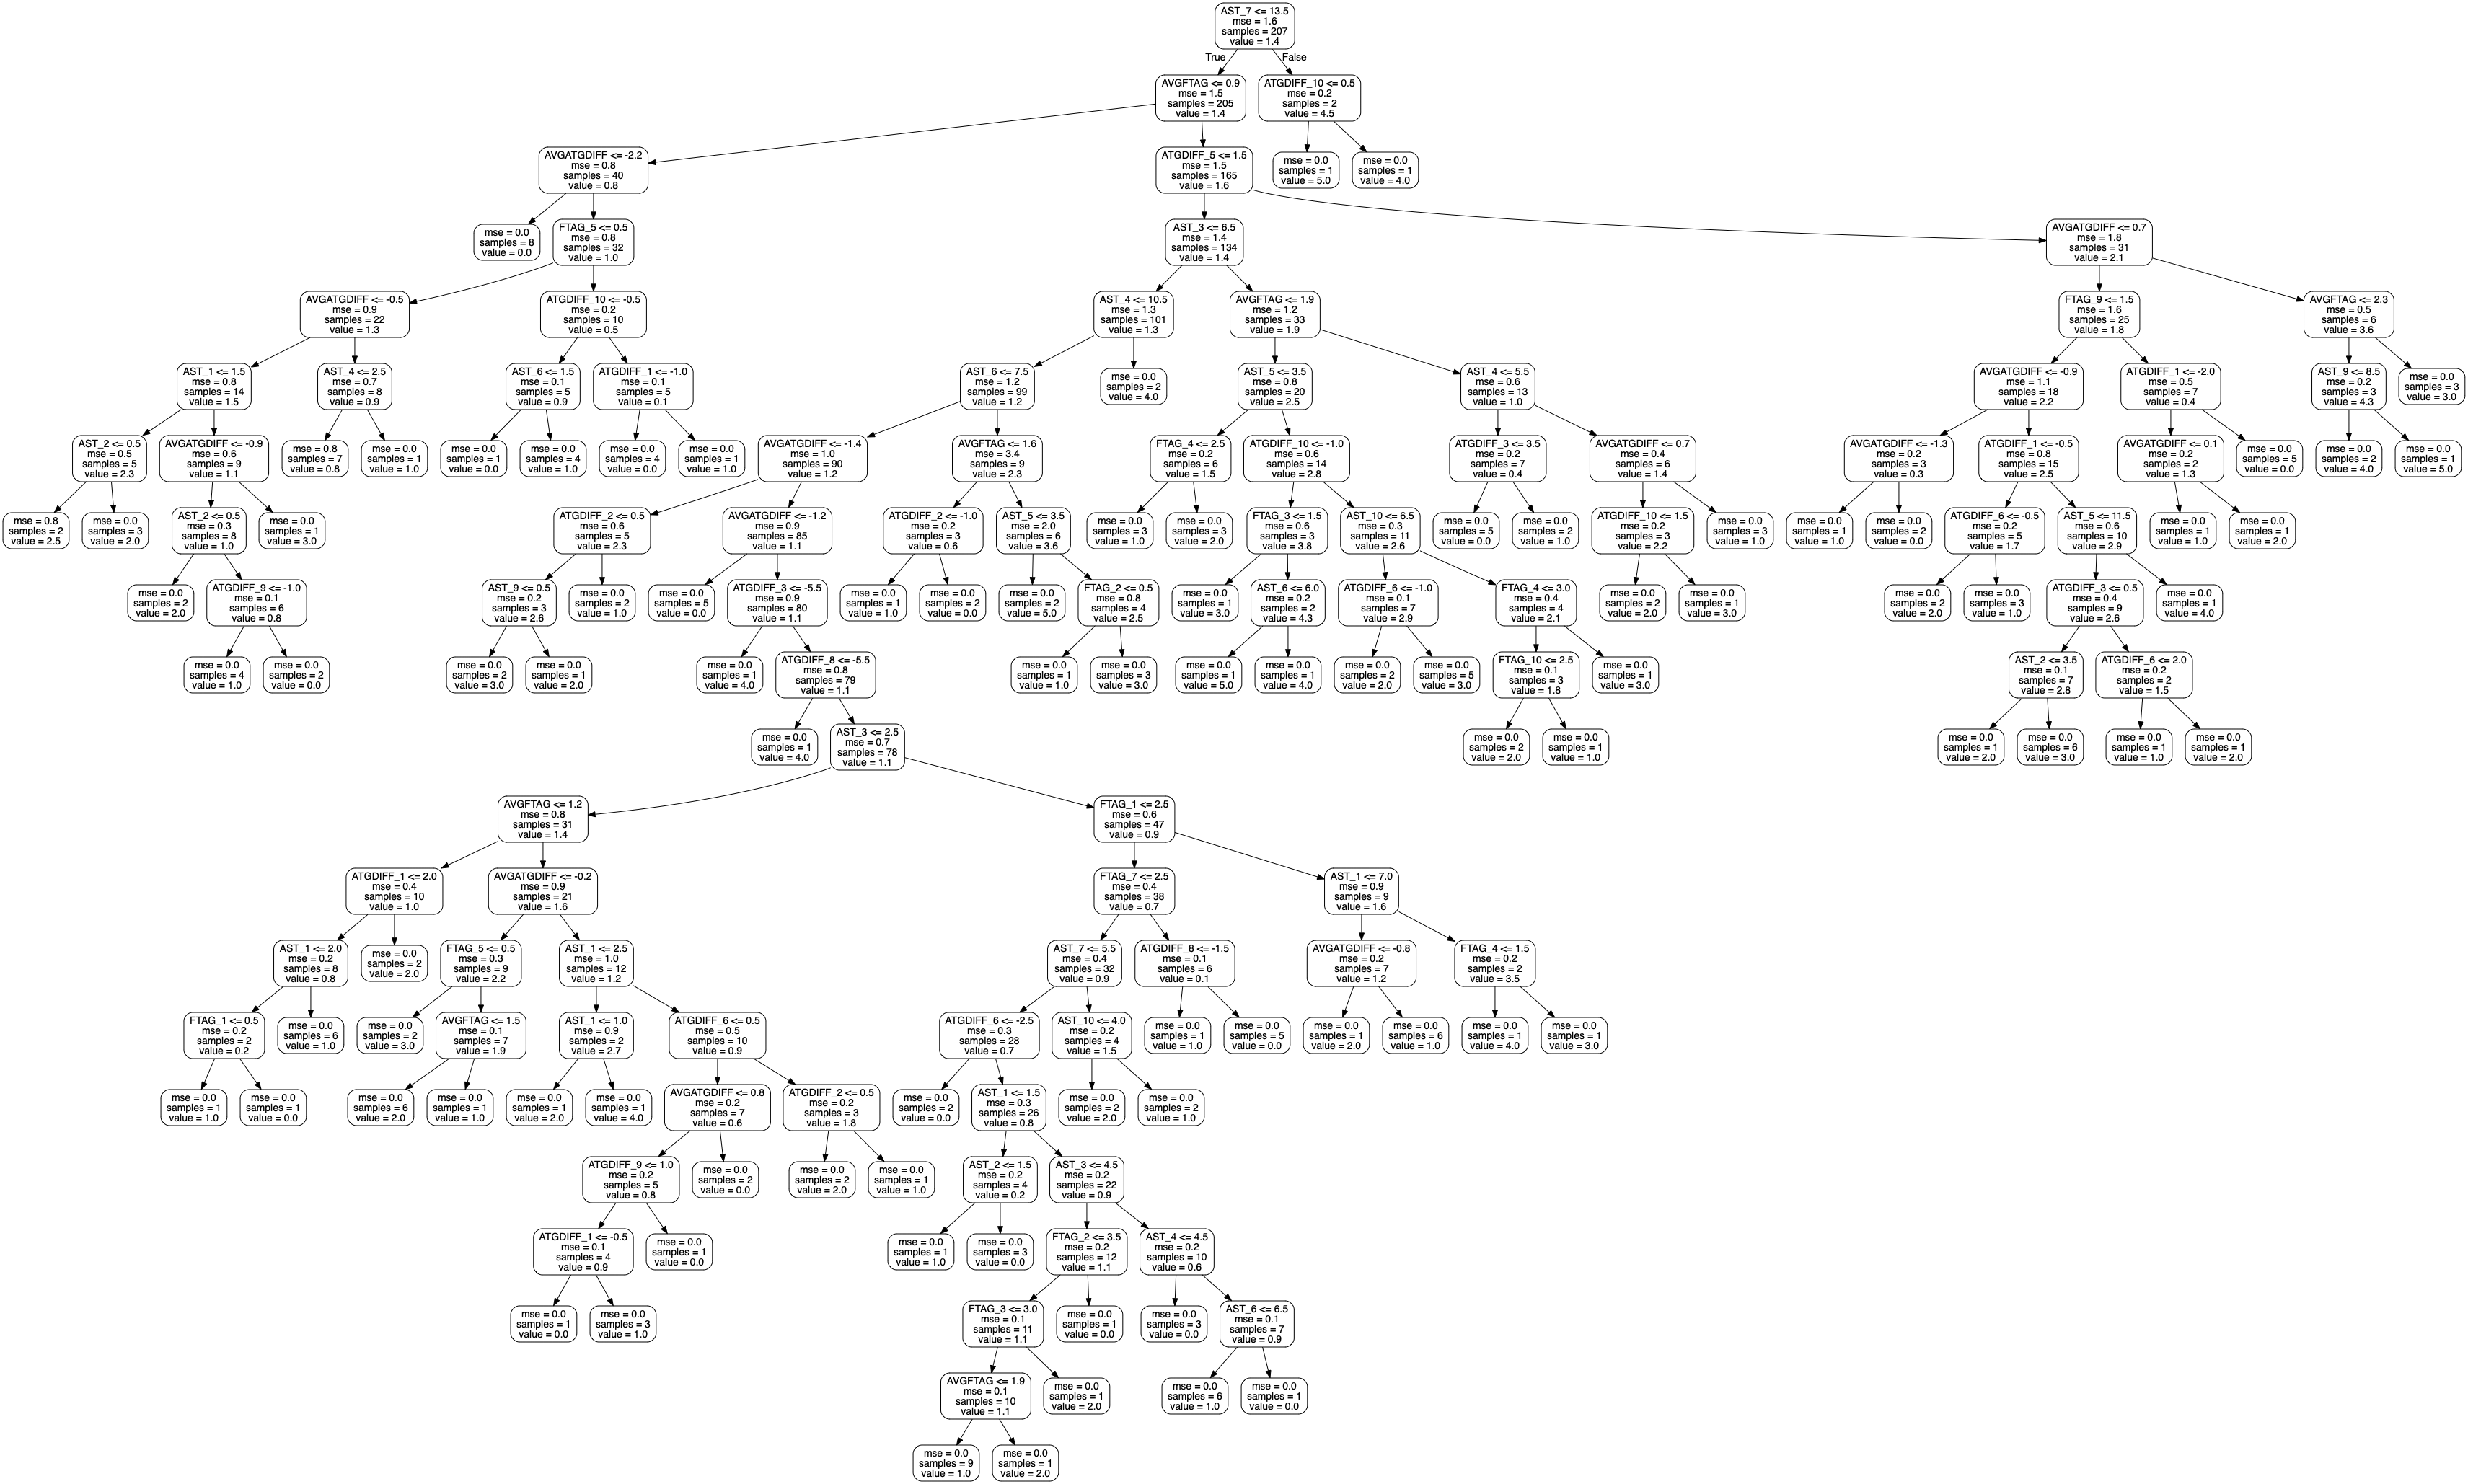 AST_7 <= 13.5
mse = 1.6
samples = 207
value = 1.4
True
False
AVGFTAG <= 0.9
mse = 1.5
samples = 205
value = 1.4
ATGDIFF_10 <= 0.5
mse = 0.2
samples = 2
value = 4.5
AVGATGDIFF <= -2.2
mse = 0.8
samples = 40
value = 0.8
ATGDIFF_5 <= 1.5
mse = 1.5
samples = 165
value = 1.6
mse = 0.0
samples = 1
value = 5.0
mse = 0.0
samples = 1
value = 4.0
mse = 0.0
samples = 8
value = 0.0
FTAG_5 <= 0.5
mse = 0.8
samples = 32
value = 1.0
AST_3 <= 6.5
mse = 1.4
samples = 134
value = 1.4
AVGATGDIFF <= 0.7
mse = 1.8
samples = 31
value = 2.1
AVGATGDIFF <= -0.5
mse = 0.9
samples = 22
value = 1.3
ATGDIFF_10 <= -0.5
mse = 0.2
samples = 10
value = 0.5
AST_4 <= 10.5
mse = 1.3
samples = 101
value = 1.3
AVGFTAG <= 1.9
mse = 1.2
samples = 33
value = 1.9
FTAG_9 <= 1.5
mse = 1.6
samples = 25
value = 1.8
AVGFTAG <= 2.3
mse = 0.5
samples = 6
value = 3.6
AST_1 <= 1.5
mse = 0.8
samples = 14
value = 1.5
AST_4 <= 2.5
mse = 0.7
samples = 8
value = 0.9
AST_6 <= 1.5
mse = 0.1
samples = 5
value = 0.9
ATGDIFF_1 <= -1.0
mse = 0.1
samples = 5
value = 0.1
AST_6 <= 7.5
mse = 1.2
samples = 99
value = 1.2
mse = 0.0
samples = 2
value = 4.0
AST_5 <= 3.5
mse = 0.8
samples = 20
value = 2.5
AST_4 <= 5.5
mse = 0.6
samples = 13
value = 1.0
AVGATGDIFF <= -0.9
mse = 1.1
samples = 18
value = 2.2
ATGDIFF_1 <= -2.0
mse = 0.5
samples = 7
value = 0.4
AST_9 <= 8.5
mse = 0.2
samples = 3
value = 4.3
mse = 0.0
samples = 3
value = 3.0
AST_2 <= 0.5
mse = 0.5
samples = 5
value = 2.3
AVGATGDIFF <= -0.9
mse = 0.6
samples = 9
value = 1.1
mse = 0.8
samples = 7
value = 0.8
mse = 0.0
samples = 1
value = 1.0
mse = 0.0
samples = 1
value = 0.0
mse = 0.0
samples = 4
value = 1.0
mse = 0.0
samples = 4
value = 0.0
mse = 0.0
samples = 1
value = 1.0
AVGATGDIFF <= -1.4
mse = 1.0
samples = 90
value = 1.2
AVGFTAG <= 1.6
mse = 3.4
samples = 9
value = 2.3
FTAG_4 <= 2.5
mse = 0.2
samples = 6
value = 1.5
ATGDIFF_10 <= -1.0
mse = 0.6
samples = 14
value = 2.8
ATGDIFF_3 <= 3.5
mse = 0.2
samples = 7
value = 0.4
AVGATGDIFF <= 0.7
mse = 0.4
samples = 6
value = 1.4
AVGATGDIFF <= -1.3
mse = 0.2
samples = 3
value = 0.3
ATGDIFF_1 <= -0.5
mse = 0.8
samples = 15
value = 2.5
AVGATGDIFF <= 0.1
mse = 0.2
samples = 2
value = 1.3
mse = 0.0
samples = 5
value = 0.0
mse = 0.0
samples = 2
value = 4.0
mse = 0.0
samples = 1
value = 5.0
mse = 0.8
samples = 2
value = 2.5
mse = 0.0
samples = 3
value = 2.0
AST_2 <= 0.5
mse = 0.3
samples = 8
value = 1.0
mse = 0.0
samples = 1
value = 3.0
ATGDIFF_2 <= 0.5
mse = 0.6
samples = 5
value = 2.3
AVGATGDIFF <= -1.2
mse = 0.9
samples = 85
value = 1.1
ATGDIFF_2 <= -1.0
mse = 0.2
samples = 3
value = 0.6
AST_5 <= 3.5
mse = 2.0
samples = 6
value = 3.6
mse = 0.0
samples = 3
value = 1.0
mse = 0.0
samples = 3
value = 2.0
FTAG_3 <= 1.5
mse = 0.6
samples = 3
value = 3.8
AST_10 <= 6.5
mse = 0.3
samples = 11
value = 2.6
mse = 0.0
samples = 5
value = 0.0
mse = 0.0
samples = 2
value = 1.0
ATGDIFF_10 <= 1.5
mse = 0.2
samples = 3
value = 2.2
mse = 0.0
samples = 3
value = 1.0
mse = 0.0
samples = 1
value = 1.0
mse = 0.0
samples = 2
value = 0.0
ATGDIFF_6 <= -0.5
mse = 0.2
samples = 5
value = 1.7
AST_5 <= 11.5
mse = 0.6
samples = 10
value = 2.9
mse = 0.0
samples = 1
value = 1.0
mse = 0.0
samples = 1
value = 2.0
mse = 0.0
samples = 2
value = 2.0
ATGDIFF_9 <= -1.0
mse = 0.1
samples = 6
value = 0.8
AST_9 <= 0.5
mse = 0.2
samples = 3
value = 2.6
mse = 0.0
samples = 2
value = 1.0
mse = 0.0
samples = 5
value = 0.0
ATGDIFF_3 <= -5.5
mse = 0.9
samples = 80
value = 1.1
mse = 0.0
samples = 1
value = 1.0
mse = 0.0
samples = 2
value = 0.0
mse = 0.0
samples = 2
value = 5.0
FTAG_2 <= 0.5
mse = 0.8
samples = 4
value = 2.5
mse = 0.0
samples = 1
value = 3.0
AST_6 <= 6.0
mse = 0.2
samples = 2
value = 4.3
ATGDIFF_6 <= -1.0
mse = 0.1
samples = 7
value = 2.9
FTAG_4 <= 3.0
mse = 0.4
samples = 4
value = 2.1
mse = 0.0
samples = 2
value = 2.0
mse = 0.0
samples = 1
value = 3.0
mse = 0.0
samples = 2
value = 2.0
mse = 0.0
samples = 3
value = 1.0
ATGDIFF_3 <= 0.5
mse = 0.4
samples = 9
value = 2.6
mse = 0.0
samples = 1
value = 4.0
mse = 0.0
samples = 4
value = 1.0
mse = 0.0
samples = 2
value = 0.0
mse = 0.0
samples = 2
value = 3.0
mse = 0.0
samples = 1
value = 2.0
mse = 0.0
samples = 1
value = 4.0
ATGDIFF_8 <= -5.5
mse = 0.8
samples = 79
value = 1.1
mse = 0.0
samples = 1
value = 1.0
mse = 0.0
samples = 3
value = 3.0
mse = 0.0
samples = 1
value = 5.0
mse = 0.0
samples = 1
value = 4.0
mse = 0.0
samples = 2
value = 2.0
mse = 0.0
samples = 5
value = 3.0
FTAG_10 <= 2.5
mse = 0.1
samples = 3
value = 1.8
mse = 0.0
samples = 1
value = 3.0
AST_2 <= 3.5
mse = 0.1
samples = 7
value = 2.8
ATGDIFF_6 <= 2.0
mse = 0.2
samples = 2
value = 1.5
mse = 0.0
samples = 1
value = 4.0
AST_3 <= 2.5
mse = 0.7
samples = 78
value = 1.1
mse = 0.0
samples = 2
value = 2.0
mse = 0.0
samples = 1
value = 1.0
mse = 0.0
samples = 1
value = 2.0
mse = 0.0
samples = 6
value = 3.0
mse = 0.0
samples = 1
value = 1.0
mse = 0.0
samples = 1
value = 2.0
AVGFTAG <= 1.2
mse = 0.8
samples = 31
value = 1.4
FTAG_1 <= 2.5
mse = 0.6
samples = 47
value = 0.9
ATGDIFF_1 <= 2.0
mse = 0.4
samples = 10
value = 1.0
AVGATGDIFF <= -0.2
mse = 0.9
samples = 21
value = 1.6
FTAG_7 <= 2.5
mse = 0.4
samples = 38
value = 0.7
AST_1 <= 7.0
mse = 0.9
samples = 9
value = 1.6
AST_1 <= 2.0
mse = 0.2
samples = 8
value = 0.8
mse = 0.0
samples = 2
value = 2.0
FTAG_5 <= 0.5
mse = 0.3
samples = 9
value = 2.2
AST_1 <= 2.5
mse = 1.0
samples = 12
value = 1.2
AST_7 <= 5.5
mse = 0.4
samples = 32
value = 0.9
ATGDIFF_8 <= -1.5
mse = 0.1
samples = 6
value = 0.1
AVGATGDIFF <= -0.8
mse = 0.2
samples = 7
value = 1.2
FTAG_4 <= 1.5
mse = 0.2
samples = 2
value = 3.5
FTAG_1 <= 0.5
mse = 0.2
samples = 2
value = 0.2
mse = 0.0
samples = 6
value = 1.0
mse = 0.0
samples = 2
value = 3.0
AVGFTAG <= 1.5
mse = 0.1
samples = 7
value = 1.9
AST_1 <= 1.0
mse = 0.9
samples = 2
value = 2.7
ATGDIFF_6 <= 0.5
mse = 0.5
samples = 10
value = 0.9
ATGDIFF_6 <= -2.5
mse = 0.3
samples = 28
value = 0.7
AST_10 <= 4.0
mse = 0.2
samples = 4
value = 1.5
mse = 0.0
samples = 1
value = 1.0
mse = 0.0
samples = 5
value = 0.0
mse = 0.0
samples = 1
value = 2.0
mse = 0.0
samples = 6
value = 1.0
mse = 0.0
samples = 1
value = 4.0
mse = 0.0
samples = 1
value = 3.0
mse = 0.0
samples = 1
value = 1.0
mse = 0.0
samples = 1
value = 0.0
mse = 0.0
samples = 6
value = 2.0
mse = 0.0
samples = 1
value = 1.0
mse = 0.0
samples = 1
value = 2.0
mse = 0.0
samples = 1
value = 4.0
AVGATGDIFF <= 0.8
mse = 0.2
samples = 7
value = 0.6
ATGDIFF_2 <= 0.5
mse = 0.2
samples = 3
value = 1.8
mse = 0.0
samples = 2
value = 0.0
AST_1 <= 1.5
mse = 0.3
samples = 26
value = 0.8
mse = 0.0
samples = 2
value = 2.0
mse = 0.0
samples = 2
value = 1.0
ATGDIFF_9 <= 1.0
mse = 0.2
samples = 5
value = 0.8
mse = 0.0
samples = 2
value = 0.0
mse = 0.0
samples = 2
value = 2.0
mse = 0.0
samples = 1
value = 1.0
AST_2 <= 1.5
mse = 0.2
samples = 4
value = 0.2
AST_3 <= 4.5
mse = 0.2
samples = 22
value = 0.9
ATGDIFF_1 <= -0.5
mse = 0.1
samples = 4
value = 0.9
mse = 0.0
samples = 1
value = 0.0
mse = 0.0
samples = 1
value = 1.0
mse = 0.0
samples = 3
value = 0.0
FTAG_2 <= 3.5
mse = 0.2
samples = 12
value = 1.1
AST_4 <= 4.5
mse = 0.2
samples = 10
value = 0.6
mse = 0.0
samples = 1
value = 0.0
mse = 0.0
samples = 3
value = 1.0
FTAG_3 <= 3.0
mse = 0.1
samples = 11
value = 1.1
mse = 0.0
samples = 1
value = 0.0
mse = 0.0
samples = 3
value = 0.0
AST_6 <= 6.5
mse = 0.1
samples = 7
value = 0.9
AVGFTAG <= 1.9
mse = 0.1
samples = 10
value = 1.1
mse = 0.0
samples = 1
value = 2.0
mse = 0.0
samples = 6
value = 1.0
mse = 0.0
samples = 1
value = 0.0
mse = 0.0
samples = 9
value = 1.0
mse = 0.0
samples = 1
value = 2.0